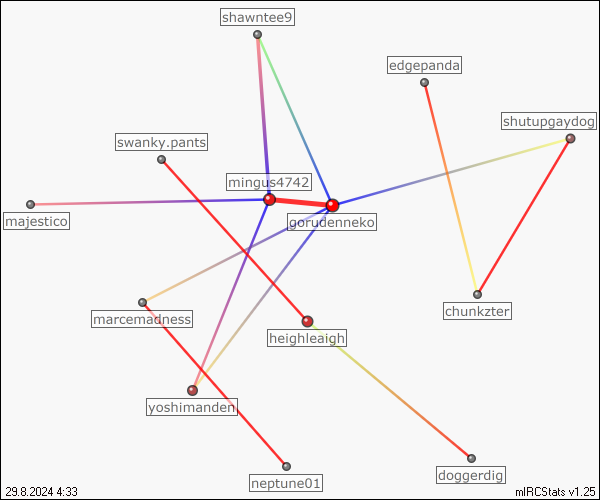 shawntee9
edgepanda
shutupgaydog
swanky.pants
mingus4742
majestico
gorudenneko
marcemadness
chunkzter
heighleaigh
yoshimanden
neptune01
doggerdig
29.8.2024 4:33
mIRCStats v1.25